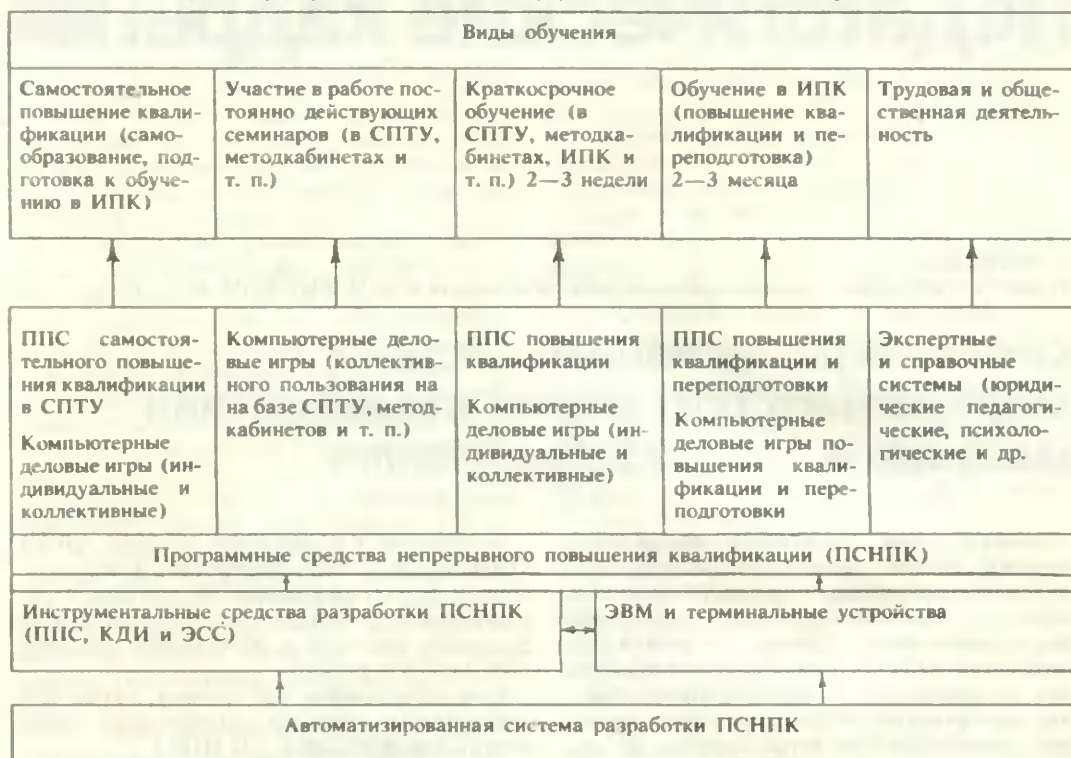 Виды обучения
Самостоятельное
повышение квали-
фикации (само-
образование, под-
готовка к обуче-
нию в ИПК)
Участие в работе пос-
тоянно действующих
семинаров (в СПТУ,
методкабинетах и
т. п.)
Краткосрочное
обучение (в
СПТУ, методка-
бинетах, ИПК и
т. п.) 2—3 недели
Обучение в ИПК
(повышение ква-
лификации и пе-
реподготовка)
2—3 месяца
Трудовая и обще-
ственная деятель-
ность
ППС самостоя-
тельного повыше-
ния квалификации
в СПТУ
Компьютерные
деловые игры (ин-
дивидуальные и
коллективные)
Компьютерные дело-
вые игры (коллектив-
ного пользования на
на базе СПТУ, метод-
кабинетов и т. п.)
ППС повышения
квалификации
Компьютерные
деловые игры (ин-
дивидуальные и
коллективные)
ППС повышения
квалификации и
переподготовки
Компьютерные
деловые игры по-
вышения квали-
фикации и пере-
подготовки
Экспертные
и справочные
системы (юриди-
ческие педагоги-
ческие, психоло-
гические и др.
Программные средства непрерывного повышения квалификации (ПСНПК)
Инструментальные средства разработки ПСНПК
(ППС, КДИ и ЭСС)
ЭВМ и терминальные устройства
Автоматизированная система разработки ПСНПК